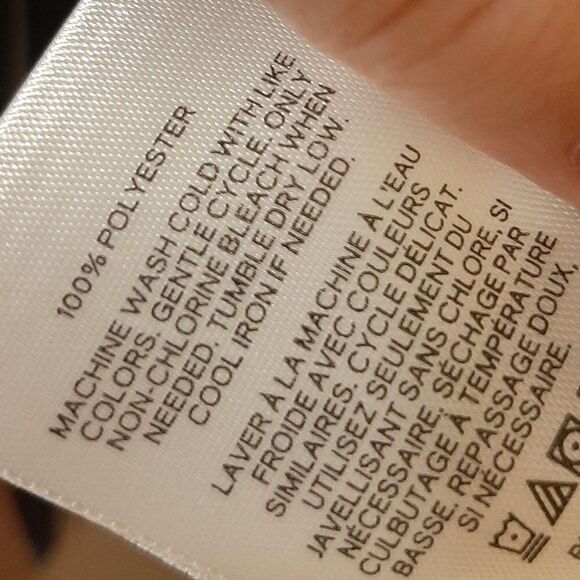 100% POLYESTER
MACHINE WASH COLD WITH LIKE
COLORS. GENTLE CYCLE. ONLY
NON-CHLORINE BLEACH WHEN
NEEDED. TUMBLE DRY LOW.
COOL IRON IF NEEDED.
LAVER À LA MACHINE À L'EAU
FROIDE AVEC COULEURS
SIMILAIRES. CYCLE DÉLICAT.
UTILISEZ SEULEMENT DU
JAVELLISANT SANS CHLORE, SI
NÉCESSAIRE. SÉCHAGE PAR
CULBUTAGE À TEMPÉRATURE
BASSE. REPASSAGE DOUX,
SI NÉCESSAIRE.